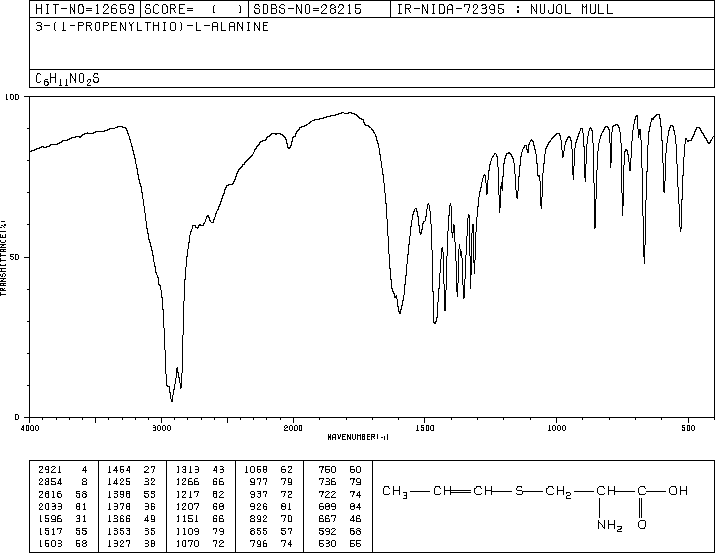 HIT-NO=12659 SCORE= ( ) SDBS-NO=28215 IR-NIDA-72395 : NUJOL MULL
3-(1-PROPENYLTHIO)-L-ALANINE
C6H11NO2S
100
50
0
TRANSMITTANCE(%)
4000 3000 2000 1500 1000 500
WAVENUMBER(-1)
2921 4 1464 27 1313 43 1068 62 750 60
2854 8 1425 32 1266 66 977 79 736 79
2616 58 1398 55 1217 62 937 72 722 74
2033 81 1378 36 1207 68 926 81 689 84
1596 31 1366 49 1151 66 892 70 667 46
1517 55 1353 35 1109 79 855 57 592 68
1503 58 1327 38 1070 72 796 74 530 55
CH3 CH CH S CH2 CH C OH
NH2 O